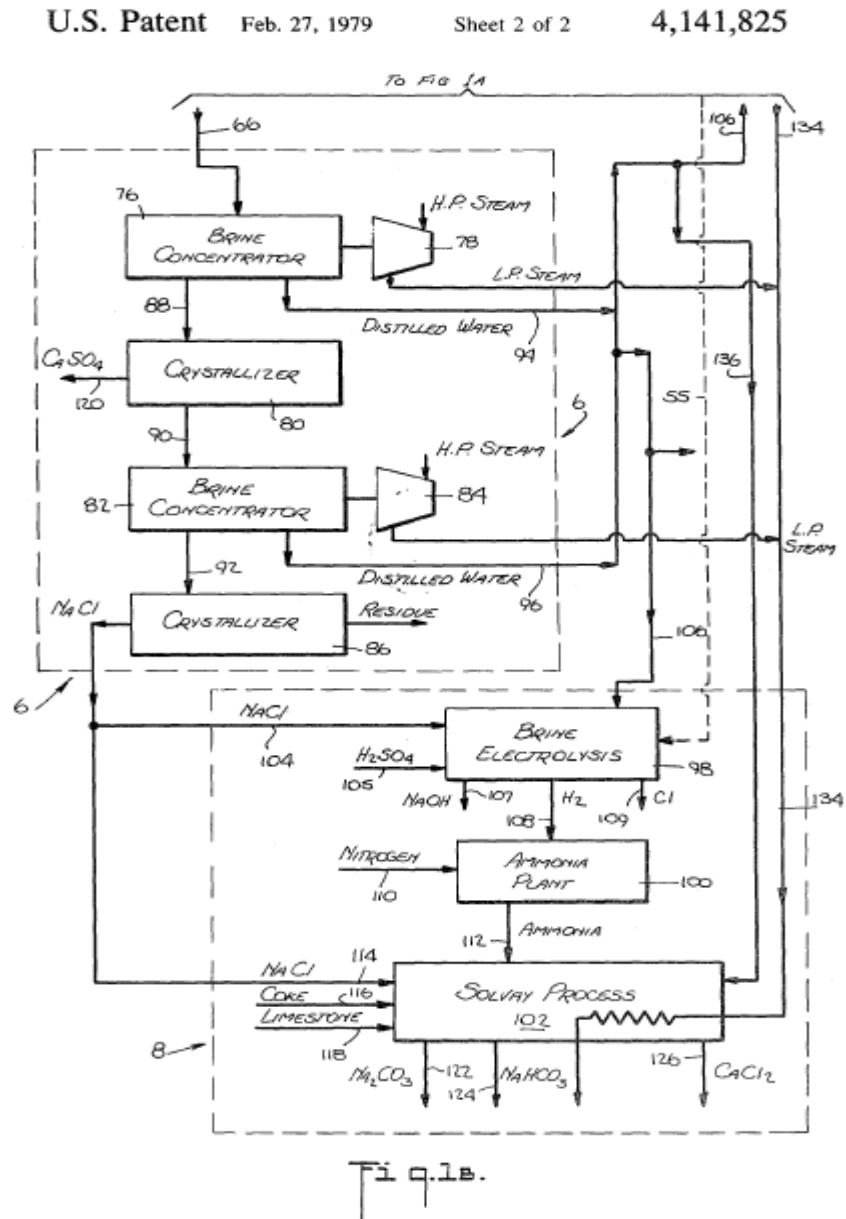 U.S. Patent Feb. 27, 1979 Sheet 2 of 2 4,141,825
TO FIG 1A
66
106
134
76
BRINE CONCENTRATOR
H.P. STEAM
78
L.P. STEAM
88
DISTILLED WATER
94
CASO4
120
CRYSTALLIZER
80
136
SS
90
6
H.P. STEAM
82
BRINE CONCENTRATOR
84
L.P. STEAM
92
DISTILLED WATER
96
NACl
CRYSTALLIZER
86
RESIDUE
106
6
NACl
104
BRINE ELECTROLYSIS
98
H2SO4
105
NAOH
107
H2
108
109
Cl
134
NITROGEN
110
AMMONIA PLANT
100
112
AMMONIA
NACl
114
COKE
116
LIMESTONE
118
SOLVAY PROCESS
102
8
NA2CO3
122
124
NAHCO3
126
CACl2
Fig.1B.